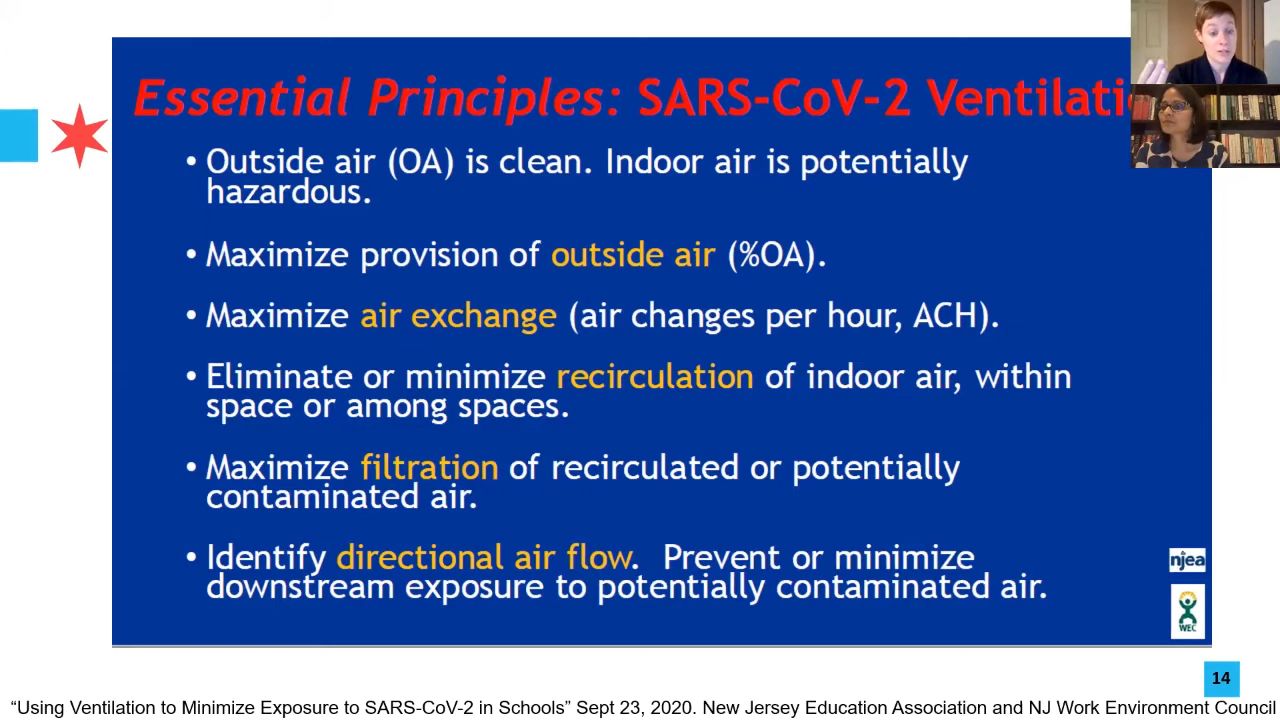 Essential Principles: SARS-CoV-2 Ventilati
• Outside air (OA) is clean. Indoor air is potentially
hazardous.
• Maximize provision of outside air (%OA).
• Maximize air exchange (air changes per hour, ACH).
• Eliminate or minimize recirculation of indoor air, within
space or among spaces.
• Maximize filtration of recirculated or potentially
contaminated air.
• Identify directional air flow. Prevent or minimize
downstream exposure to potentially contaminated air.
njea
WEC
14
“Using Ventilation to Minimize Exposure to SARS-CoV-2 in Schools” Sept 23, 2020. New Jersey Education Association and NJ Work Environment Council